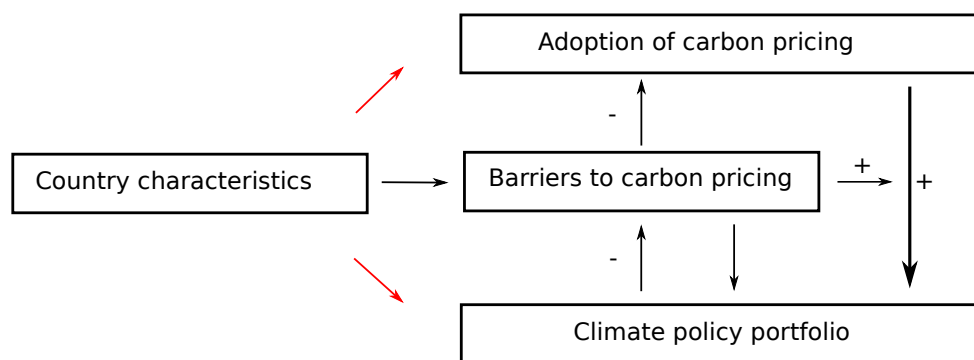 Adoption of carbon pricing
-
Country characteristics
Barriers to carbon pricing
+
+
-
Climate policy portfolio